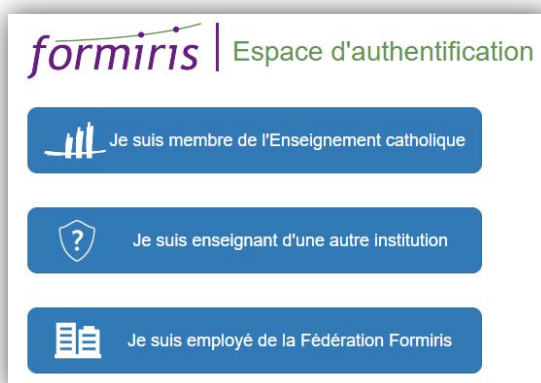 formiris Espace d'authentification
Je suis membre de l'Enseignement catholique
?
Je suis enseignant d'une autre institution
Je suis employé de la Fédération Formiris